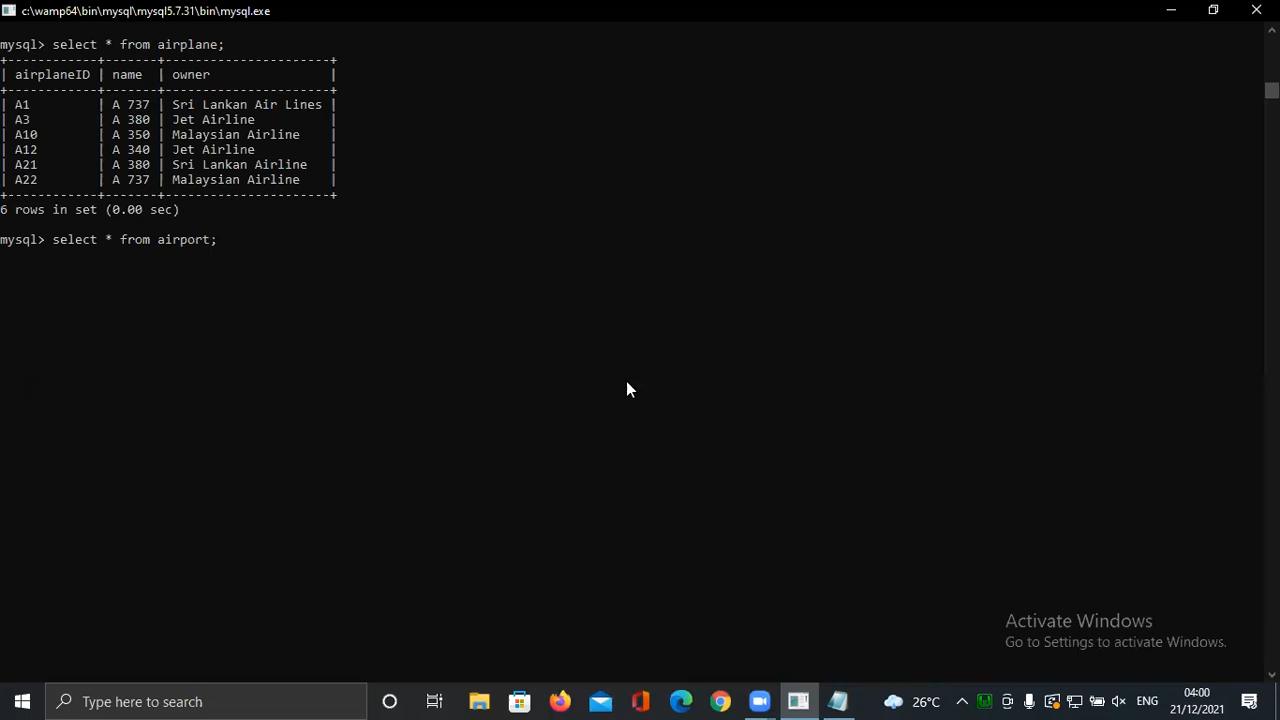 c:\wamp64\bin\mysql\mysql5.7.31\bin\mysql.exe
mysql> select * from airplane;
+------------+-------+----------------------+
| airplaneID | name  | owner                |
+------------+-------+----------------------+
| A1         | A 737 | Sri Lankan Air Lines |
| A3         | A 380 | Jet Airline          |
| A10        | A 350 | Malaysian Airline    |
| A12        | A 340 | Jet Airline          |
| A21        | A 380 | Sri Lankan Airline   |
| A22        | A 737 | Malaysian Airline    |
+------------+-------+----------------------+
6 rows in set (0.00 sec)
mysql> select * from airport;
Activate Windows
Go to Settings to activate Windows.
Type here to search
26°C
ENG
04:00
21/12/2021